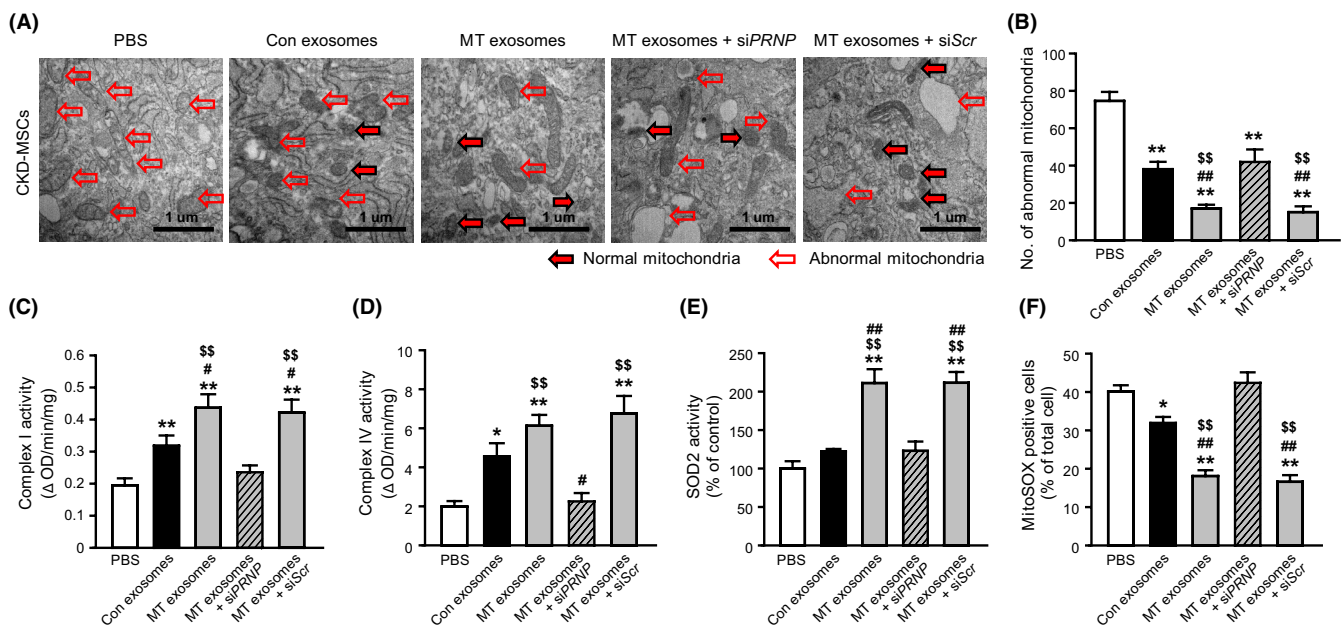 (A)
PBS
Con exosomes
MT exosomes
MT exosomes + siPRNP
MT exosomes + siScr
CKD-MSCs
1 um
1 um
1 um
1 um
1 um
Normal mitochondria
Abnormal mitochondria
(B)
No. of abnormal mitochondria
80
60
40
20
0
**
$$
##
**
**
$$
##
**
PBS
Con exosomes
MT exosomes
MT exosomes
+ siPRNP
MT exosomes
+ siScr
(C)
Complex I activity
(Δ OD/min/mg)
0.6
0.5
0.4
0.3
0.2
0.1
0
**
$$
#
**
$$
#
**
PBS
Con exosomes
MT exosomes
MT exosomes
+ siPRNP
MT exosomes
+ siScr
(D)
Complex IV activity
(Δ OD/min/mg)
10
8
6
4
2
0
*
$$
**
#
$$
**
PBS
Con exosomes
MT exosomes
MT exosomes
+ siPRNP
MT exosomes
+ siScr
(E)
SOD2 activity
(% of control)
250
200
150
100
50
0
##
$$
**
##
$$
**
PBS
Con exosomes
MT exosomes
MT exosomes
+ siPRNP
MT exosomes
+ siScr
(F)
MitoSOX positive cells
(% of total cell)
50
40
30
20
10
0
*
$$
##
**
$$
##
**
PBS
Con exosomes
MT exosomes
MT exosomes
+ siPRNP
MT exosomes
+ siScr